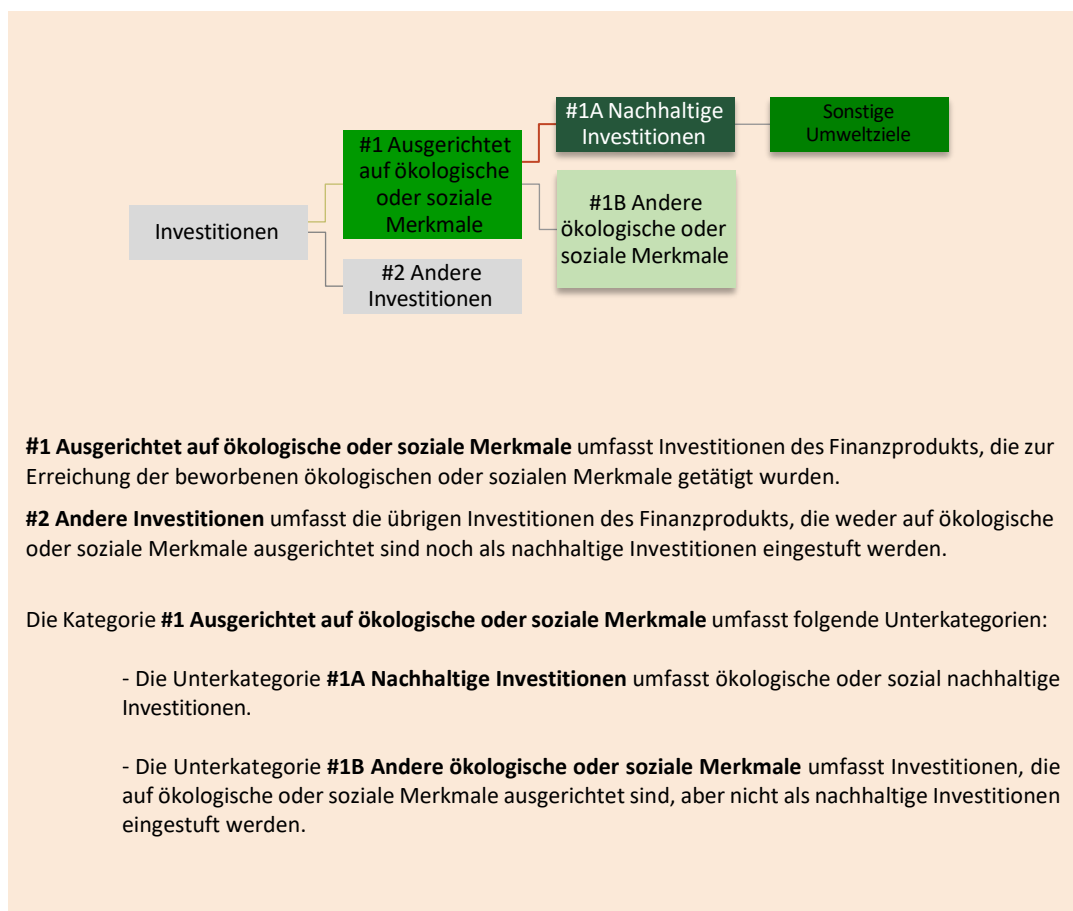 #1A Nachhaltige
Investitionen
Sonstige
Umweltziele
#1 Ausgerichtet
auf ökologische
oder soziale
Merkmale
#1B Andere
ökologische oder
soziale Merkmale
Investitionen
#2 Andere
Investitionen
#1 Ausgerichtet auf ökologische oder soziale Merkmale umfasst Investitionen des Finanzprodukts, die zur
Erreichung der beworbenen ökologischen oder sozialen Merkmale getätigt wurden.
#2 Andere Investitionen umfasst die übrigen Investitionen des Finanzprodukts, die weder auf ökologische
oder soziale Merkmale ausgerichtet sind noch als nachhaltige Investitionen eingestuft werden.
Die Kategorie #1 Ausgerichtet auf ökologische oder soziale Merkmale umfasst folgende Unterkategorien:
- Die Unterkategorie #1A Nachhaltige Investitionen umfasst ökologische oder sozial nachhaltige
Investitionen.
- Die Unterkategorie #1B Andere ökologische oder soziale Merkmale umfasst Investitionen, die
auf ökologische oder soziale Merkmale ausgerichtet sind, aber nicht als nachhaltige Investitionen
eingestuft werden.